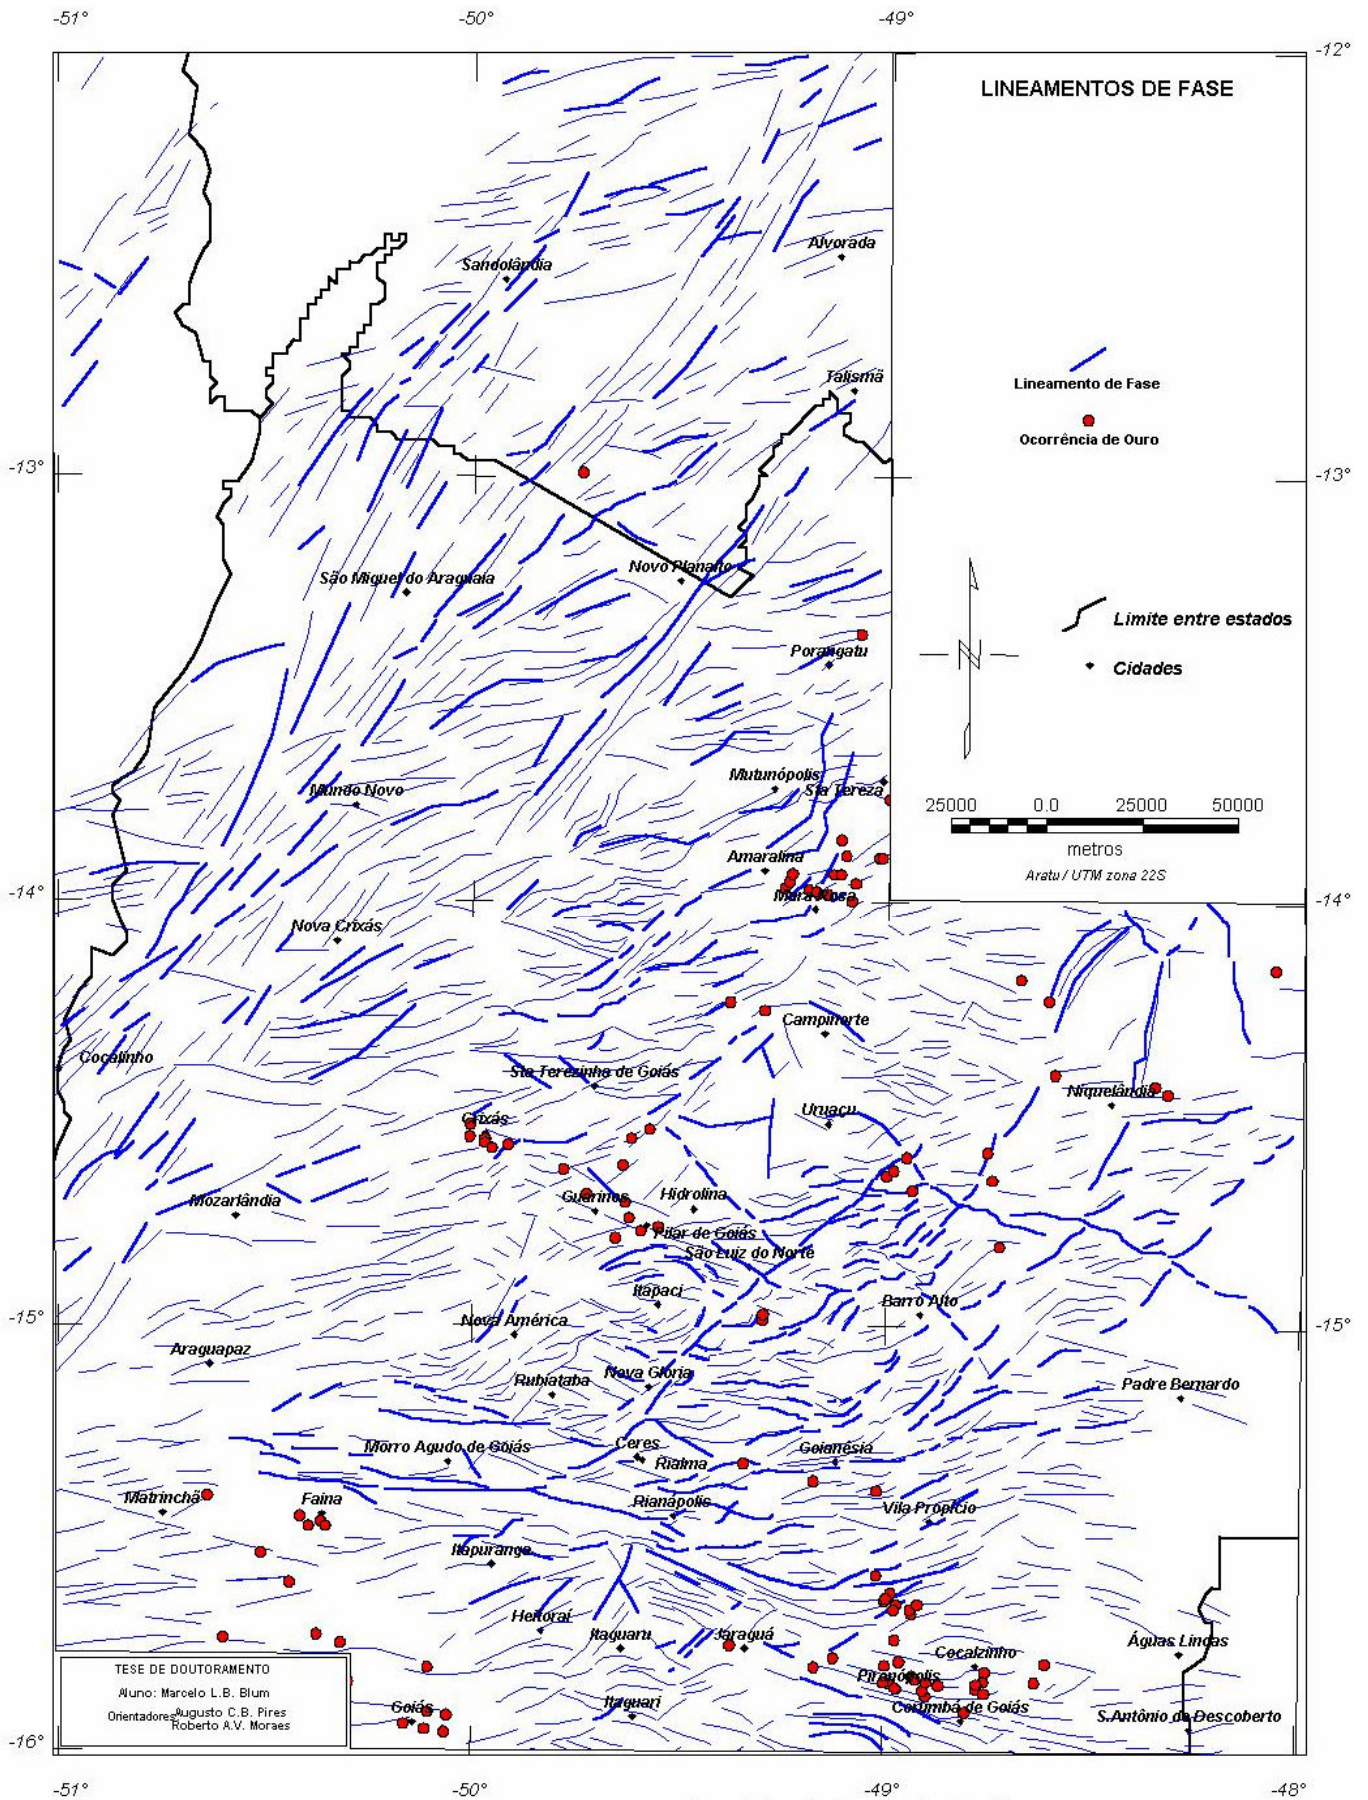 -51°
-50°
-49°
-12°
LINEAMENTOS DE FASE
Alvorada
Sandolândia
Talismã
Lineamento de Fase
Ocorrência de Ouro
-13°
-13°
Novo Planalto
São Miguel do Araguaia
Limite entre estados
Porangatu
Cidades
Mutunópolis
Sta Tereza
Mundo Novo
25000 0.0 25000 50000
metros
Amaralina
Aratu / UTM zona 22S
Mara Rosa
-14°
-14°
Nova Crixás
Campinorte
Cocalinho
Sta Terezinha de Goiás
Niquelândia
Crixás
Uruaçu
Mozarlândia
Guarinos
Hidrolina
Pilar de Goiás
São Luiz do Norte
Itapaci
Barro Alto
-15°
-15°
Nova América
Araguapaz
Rubiataba
Nova Glória
Padre Bernardo
Morro Agudo de Goiás
Ceres
Goianésia
Rialma
Matrinchã
Faina
Rianápolis
Vila Propício
Itapuranga
Heitoraí
Itaguaru
Jaraguá
Águas Lindas
Cocalzinho
TESE DE DOUTORAMENTO
Aluno: Marcelo L.B. Blum
Orientadores: Augusto C.B. Pires
Roberto A.V. Moraes
Pirenópolis
Goiás
Itaguari
Corumbá de Goiás
S.Antônio do Descoberto
-16°
-16°
-51°
-50°
-49°
-48°